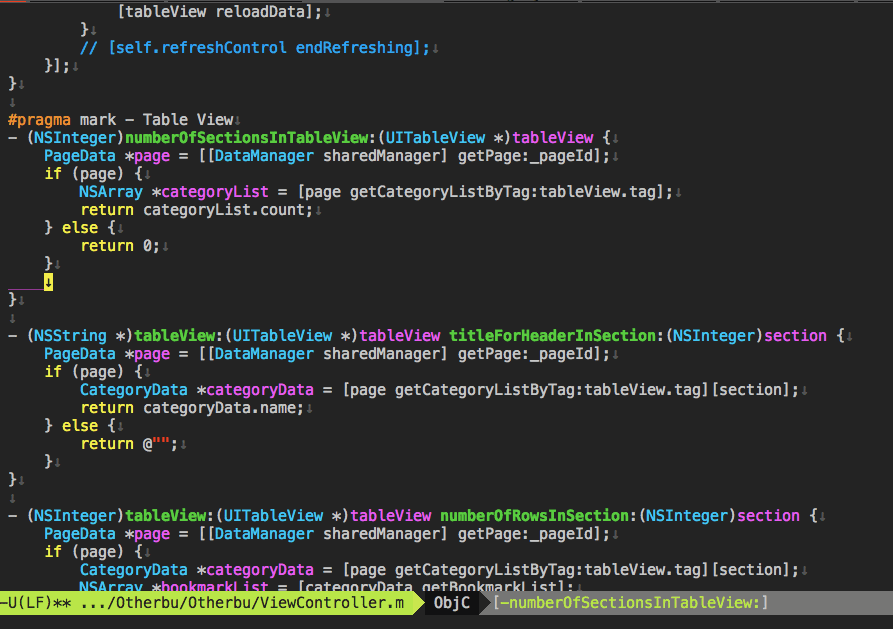 [tableView reloadData];↓
        }↓
        // [self.refreshControl endRefreshing];↓
    }];↓
}↓
↓
#pragma mark - Table View↓
- (NSInteger)numberOfSectionsInTableView:(UITableView *)tableView {↓
    PageData *page = [[DataManager sharedManager] getPage:_pageId];↓
    if (page) {↓
        NSArray *categoryList = [page getCategoryListByTag:tableView.tag];↓
        return categoryList.count;↓
    } else {↓
        return 0;↓
    }↓
____↓
}↓
↓
- (NSString *)tableView:(UITableView *)tableView titleForHeaderInSection:(NSInteger)section {↓
    PageData *page = [[DataManager sharedManager] getPage:_pageId];↓
    if (page) {↓
        CategoryData *categoryData = [page getCategoryListByTag:tableView.tag][section];↓
        return categoryData.name;↓
    } else {↓
        return @"";↓
    }↓
}↓
↓
- (NSInteger)tableView:(UITableView *)tableView numberOfRowsInSection:(NSInteger)section {↓
    PageData *page = [[DataManager sharedManager] getPage:_pageId];↓
    if (page) {↓
        CategoryData *categoryData = [page getCategoryListByTag:tableView.tag][section];↓
        NSArray *bookmarkList = [categoryData getBookmarkList];↓
-U(LF)** .../Otherbu/Otherbu/ViewController.m ObjC [-numberOfSectionsInTableView:]